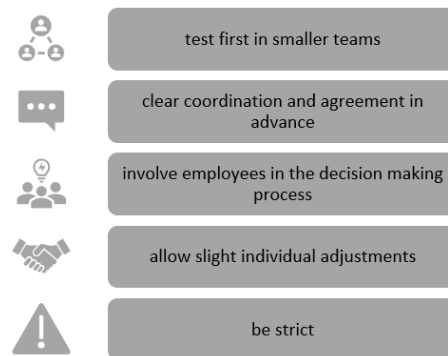 test first in smaller teams
clear coordination and agreement in
advance
involve employees in the decision making
process
allow slight individual adjustments
be strict